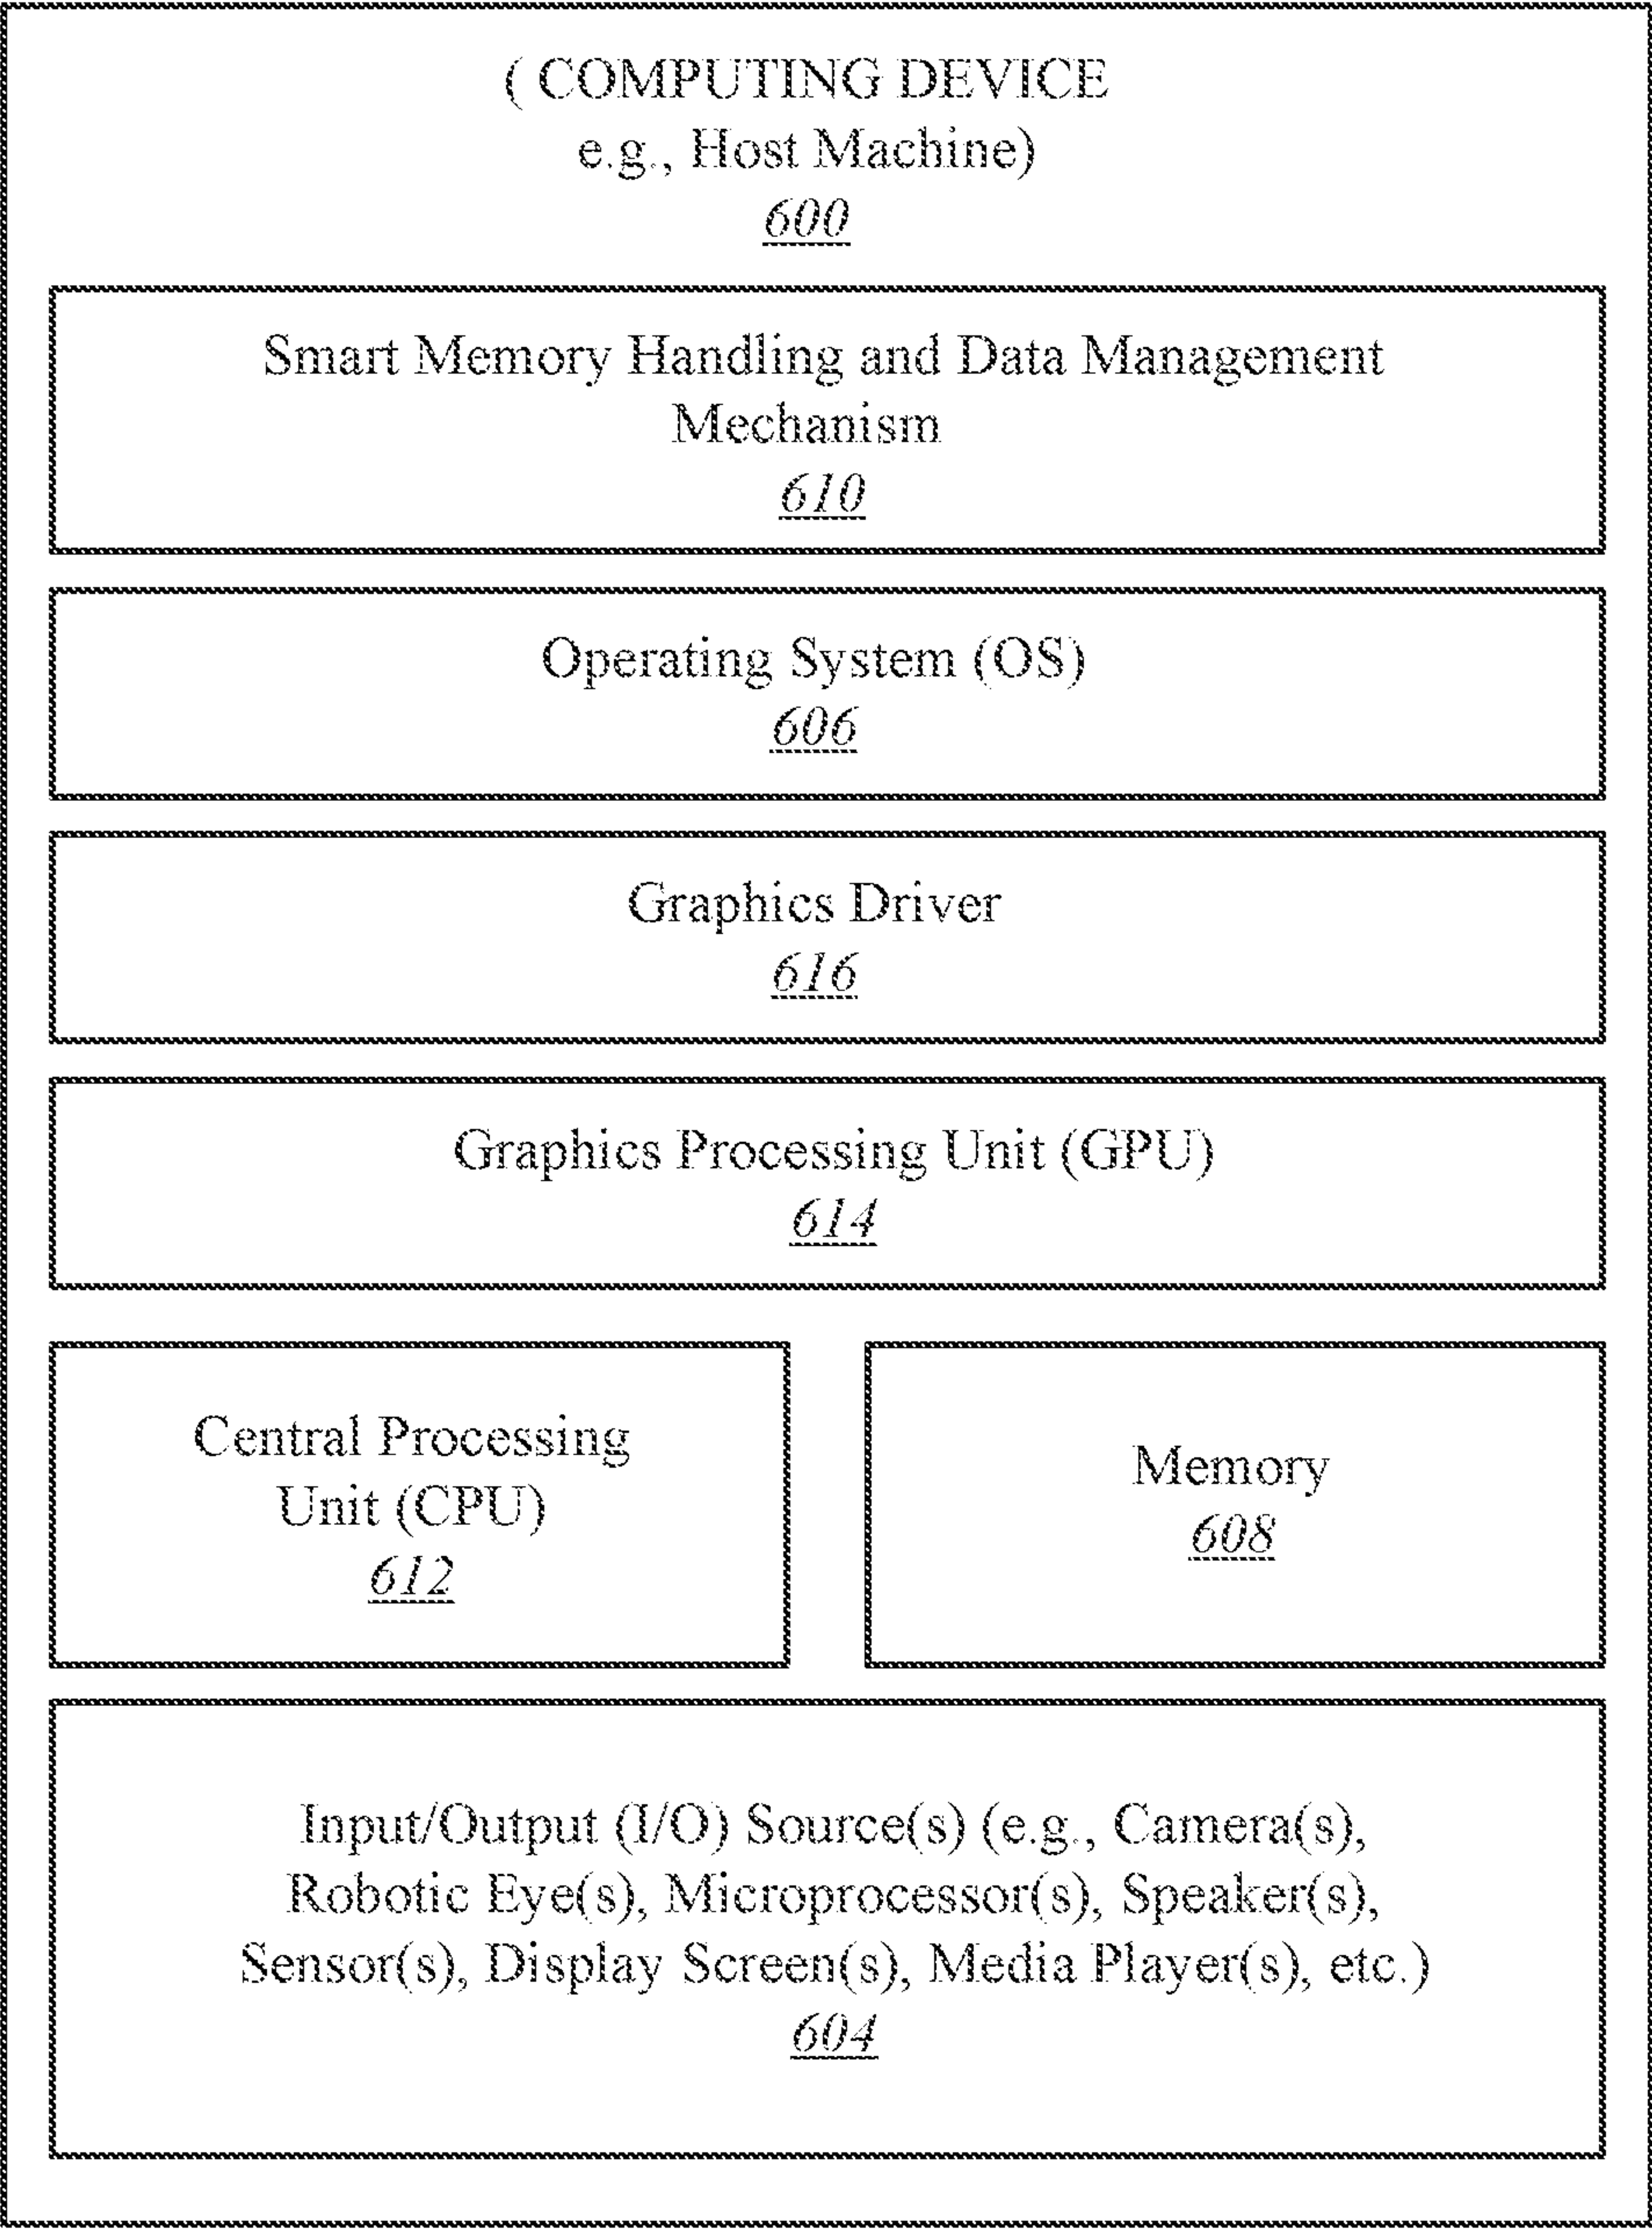 ( COMPUTING DEVICE
e.g., Host Machine)
600
Smart Memory Handling and Data Management
Mechanism
610
Operating System (OS)
606
Graphics Driver
616
Graphics Processing Unit (GPU)
614
Central Processing
Unit (CPU)
612
Memory
608
Input/Output (I/O) Source(s) (e.g., Camera(s),
Robotic Eye(s), Microprocessor(s), Speaker(s),
Sensor(s), Display Screen(s), Media Player(s), etc.)
604